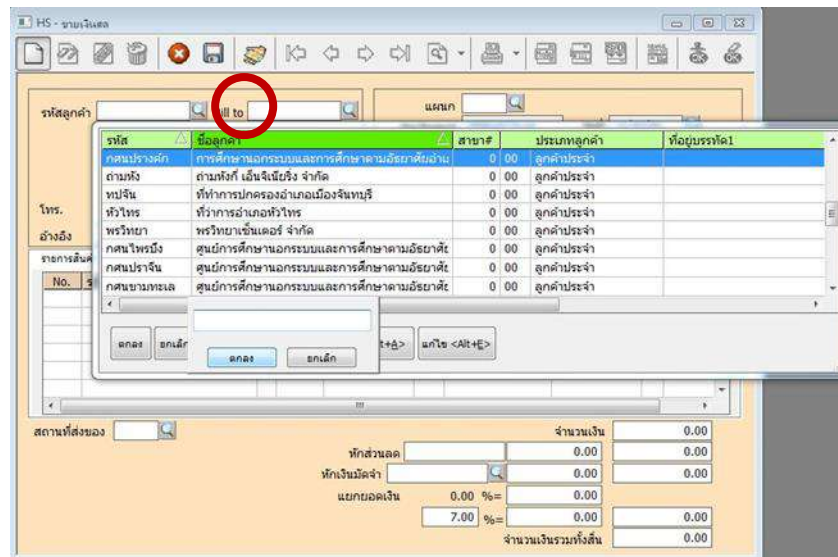 HS - ขายเงินสด
รหัสลูกค้า ill to แผนก
รหัส ชื่อลูกค้า สาขา# ประเภทลูกค้า ที่อยู่บรรทัด1
กศนปรางค์ก การศึกษานอกระบบและการศึกษาตามอัธยาศัยอำเ 0 00 ลูกค้าประจำ
ถ่ามหัง ถ่ามหังกี่ เอ็นจิเนียริ่ง จำกัด 0 00 ลูกค้าประจำ
ทปจัน ที่ทำการปกครองอำเภอเมืองจันทบุรี 0 00 ลูกค้าประจำ
โทร. หัวไทร ที่ว่าการอำเภอหัวไทร 0 00 ลูกค้าประจำ
อ้างอิง พรวิทยา พรวิทยาเซ็นเตอร์ จำกัด 0 00 ลูกค้าประจำ
รายการสินค้ กศนไพรบึง ศูนย์การศึกษานอกระบบและการศึกษาตามอัธยาศั 0 00 ลูกค้าประจำ
กศนปราจีน ศูนย์การศึกษานอกระบบและการศึกษาตามอัธยาศั 0 00 ลูกค้าประจำ
No. กศนขามทะเล ศูนย์การศึกษานอกระบบและการศึกษาตามอัธยาศั 0 00 ลูกค้าประจำ
ตกลง ยกเลิก t+A> แก้ไข <Alt+E>
ตกลง ยกเลิก
สถานที่ส่งของ จำนวนเงิน 0.00
หักส่วนลด 0.00 0.00
หักเงินมัดจำ 0.00 0.00
แยกยอดเงิน 0.00 %= 0.00
7.00 %= 0.00 0.00
จำนวนเงินรวมทั้งสิ้น 0.00